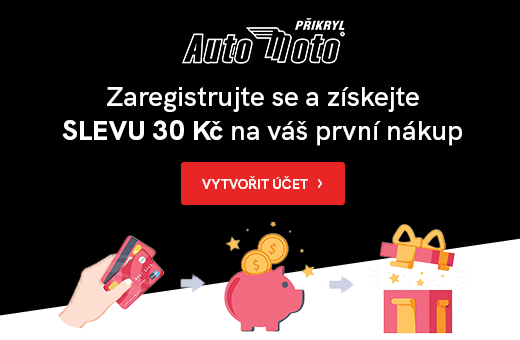 PŘIKRYL
Auto Moto
Zaregistrujte se a získejte
SLEVU 30 Kč na váš první nákup
VYTVOŘIT ÚČET ›
$
$